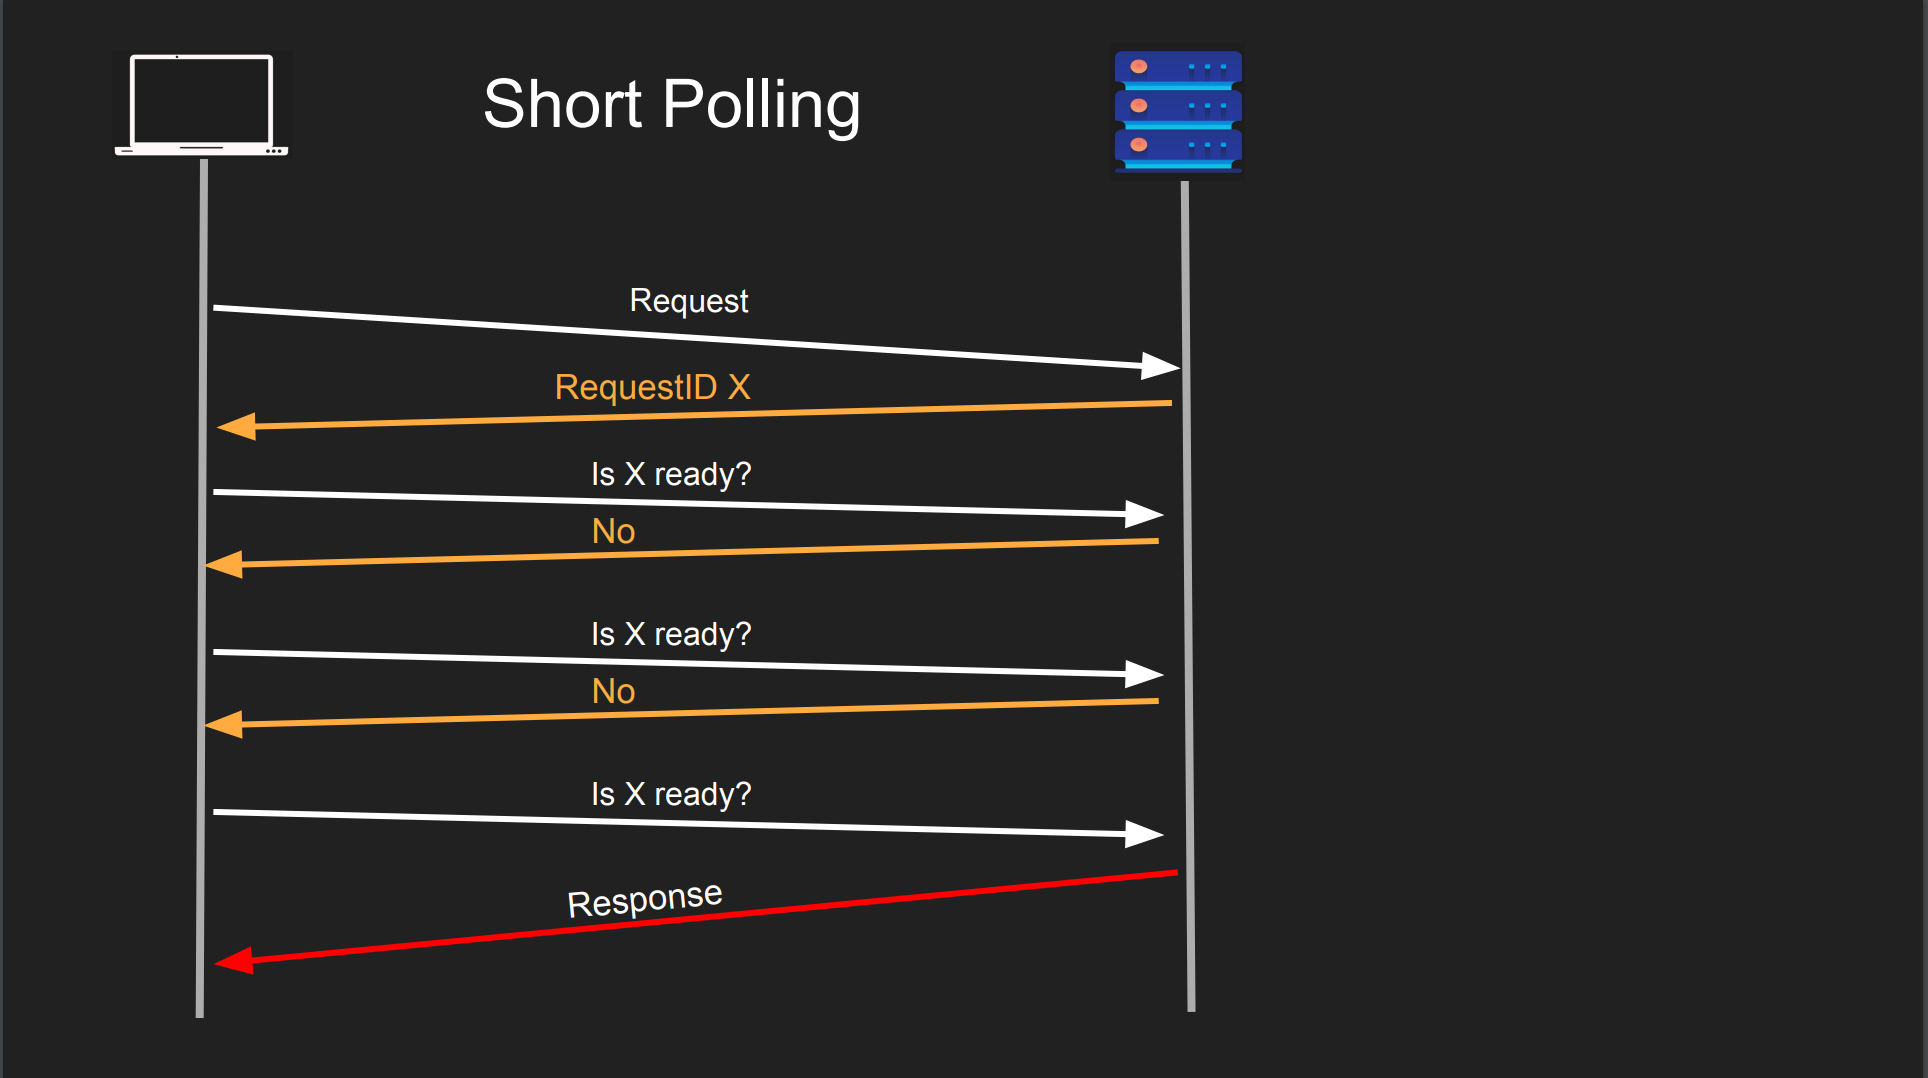 Short Polling
Request
RequestID X
Is X ready?
No
Is X ready?
No
Is X ready?
Response